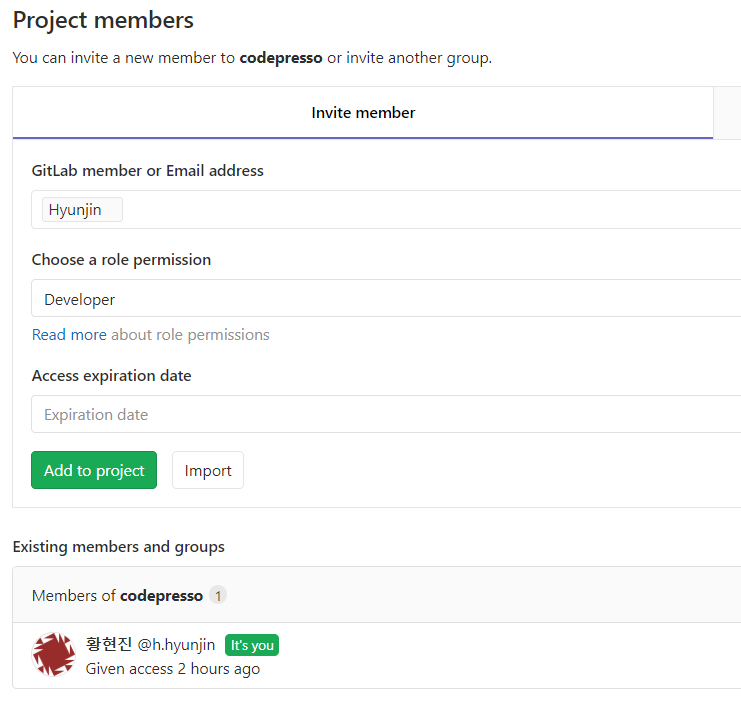 Project members
You can invite a new member to codepresso or invite another group.
Invite member
GitLab member or Email address
Hyunjin
Choose a role permission
Developer
Read more about role permissions
Access expiration date
Expiration date
Add to project Import
Existing members and groups
Members of codepresso 1
황현진 @h.hyunjin It's you
Given access 2 hours ago